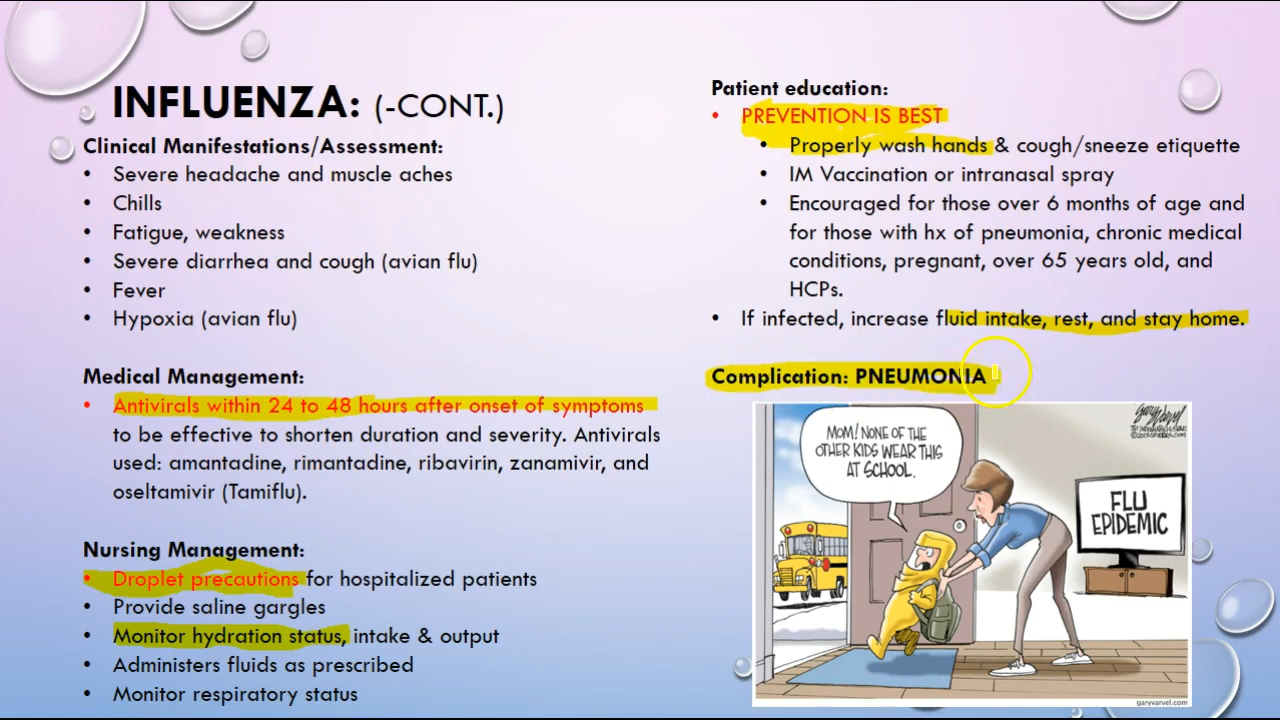 INFLUENZA: (-CONT.)
Clinical Manifestations/Assessment:
• Severe headache and muscle aches
• Chills
• Fatigue, weakness
• Severe diarrhea and cough (avian flu)
• Fever
• Hypoxia (avian flu)
Medical Management:
• Antivirals within 24 to 48 hours after onset of symptoms
to be effective to shorten duration and severity. Antivirals
used: amantadine, rimantadine, ribavirin, zanamivir, and
oseltamivir (Tamiflu).
Nursing Management:
• Droplet precautions for hospitalized patients
• Provide saline gargles
• Monitor hydration status, intake & output
• Administers fluids as prescribed
• Monitor respiratory status
Patient education:
• PREVENTION IS BEST
• Properly wash hands & cough/sneeze etiquette
• IM Vaccination or intranasal spray
• Encouraged for those over 6 months of age and
for those with hx of pneumonia, chronic medical
conditions, pregnant, over 65 years old, and
HCPs.
• If infected, increase fluid intake, rest, and stay home.
Complication: PNEUMONIA
MOM! NONE OF THE
OTHER KIDS WEAR THIS
AT SCHOOL.
FLU
EPIDEMIC
garyvarvel.com